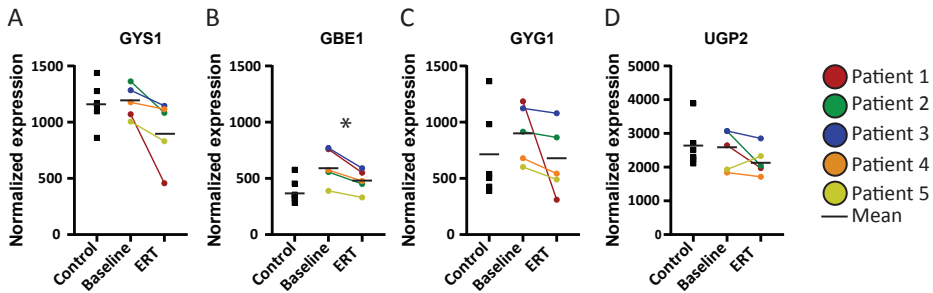 A
GYS1
Normalized expression
1500
1000
500
0
Control
Baseline
ERT
B
GBE1
Normalized expression
1500
1000
500
0
*
Control
Baseline
ERT
C
GYG1
Normalized expression
1500
1000
500
0
Control
Baseline
ERT
D
UGP2
Normalized expression
5000
4000
3000
2000
1000
0
Control
Baseline
ERT
Patient 1
Patient 2
Patient 3
Patient 4
Patient 5
Mean